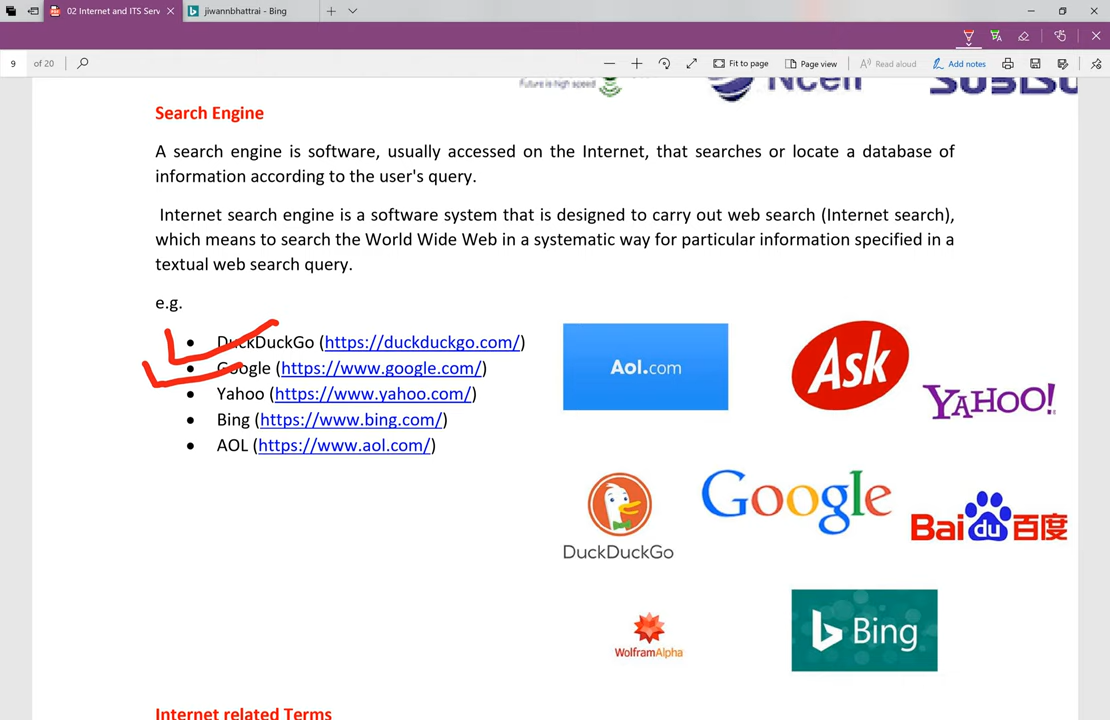 02 Internet and ITS Serv
jiwannbhattrai - Bing
9 of 20
Fit to page
Page view
Read aloud
Add notes
Future is high speed
Ncell
SUBISU
Search Engine
A search engine is software, usually accessed on the Internet, that searches or locate a database of
information according to the user's query.
Internet search engine is a software system that is designed to carry out web search (Internet search),
which means to search the World Wide Web in a systematic way for particular information specified in a
textual web search query.
e.g.
• DuckDuckGo (https://duckduckgo.com/)
• Google (https://www.google.com/)
• Yahoo (https://www.yahoo.com/)
• Bing (https://www.bing.com/)
• AOL (https://www.aol.com/)
Aol.com
Ask
YAHOO!
DuckDuckGo
Google
Bai du 百度
WolframAlpha
Bing
Internet related Terms